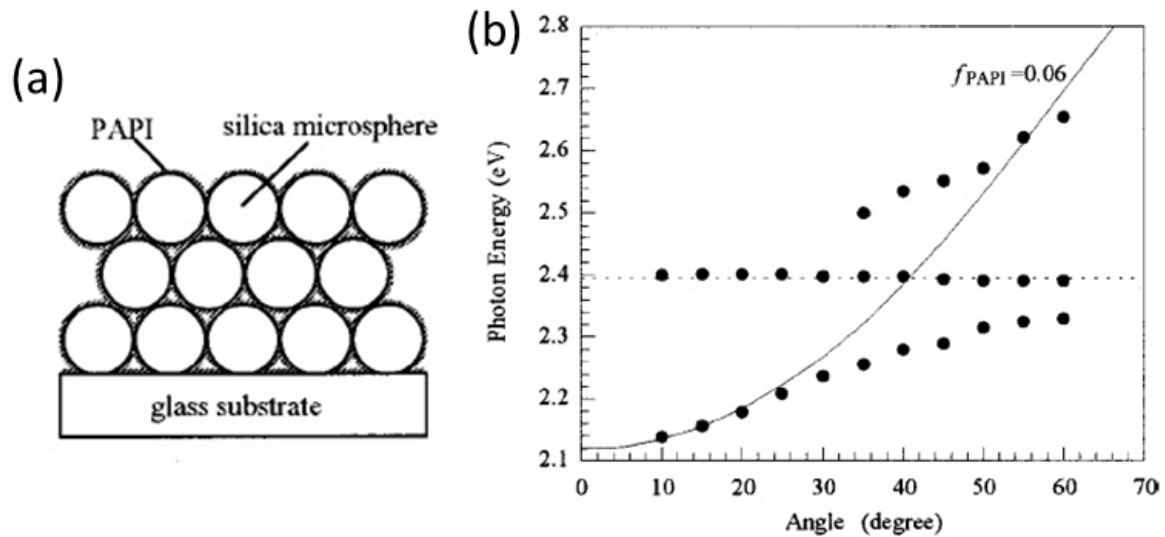 (a)
PAPI
silica microsphere
glass substrate
(b)
Photon Energy (eV)
2.8
2.7
2.6
2.5
2.4
2.3
2.2
2.1
f PAPI =0.06
0 10 20 30 40 50 60 70
Angle (degree)